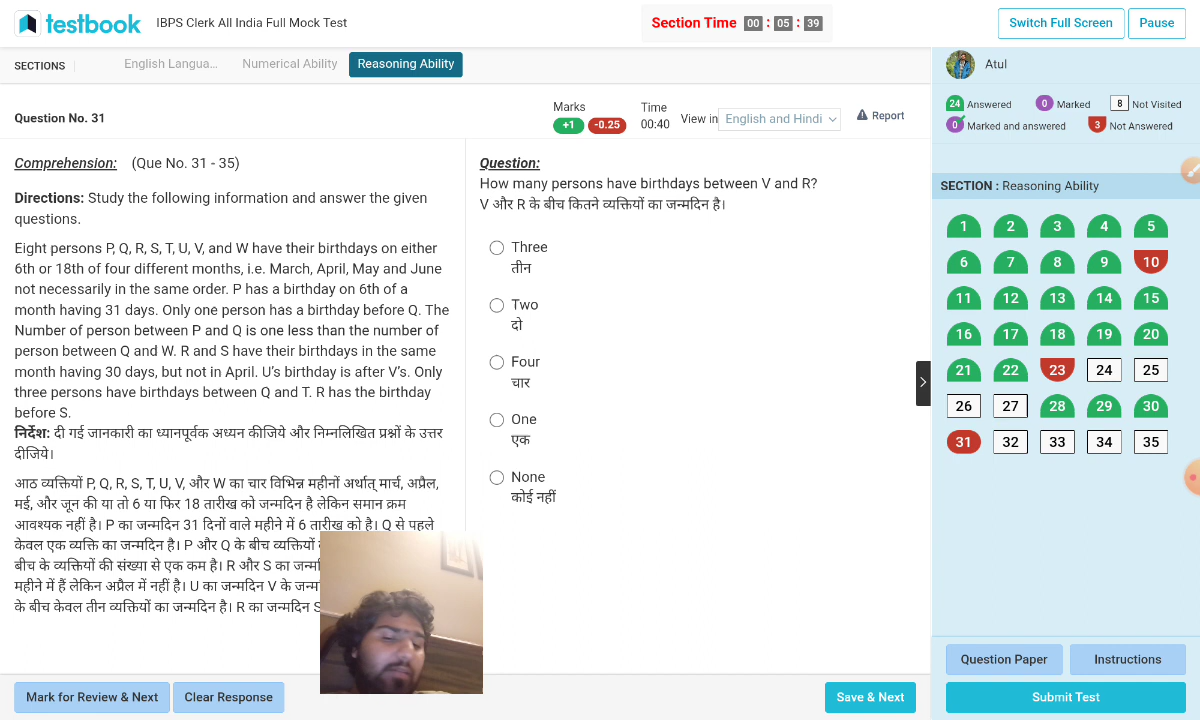 testbook
IBPS Clerk All India Full Mock Test
Section Time 00 : 05 : 39
Switch Full Screen
Pause
SECTIONS
English Langua...
Numerical Ability
Reasoning Ability
Atul
24 Answered
0 Marked
8 Not Visited
0 Marked and answered
3 Not Answered
Question No. 31
Marks
+1 -0.25
Time
00:40
View in English and Hindi
Report
Comprehension: (Que No. 31 - 35)
Directions: Study the following information and answer the given
questions.
Eight persons P, Q, R, S, T, U, V, and W have their birthdays on either
6th or 18th of four different months, i.e. March, April, May and June
not necessarily in the same order. P has a birthday on 6th of a
month having 31 days. Only one person has a birthday before Q. The
Number of person between P and Q is one less than the number of
person between Q and W. R and S have their birthdays in the same
month having 30 days, but not in April. U's birthday is after V's. Only
three persons have birthdays between Q and T. R has the birthday
before S.
निर्देश: दी गई जानकारी का ध्यानपूर्वक अध्यन कीजिये और निम्नलिखित प्रश्नों के उत्तर
दीजिये।
आठ व्यक्तियों P, Q, R, S, T, U, V, और W का चार विभिन्न महीनों अर्थात् मार्च, अप्रैल,
मई, और जून की या तो 6 या फिर 18 तारीख को जन्मदिन है लेकिन समान क्रम
आवश्यक नहीं है। P का जन्मदिन 31 दिनों वाले महीने में 6 तारीख को है। Q से पहले
केवल एक व्यक्ति का जन्मदिन है। P और Q के बीच व्यक्तियों
बीच के व्यक्तियों की संख्या से एक कम है। R और S का
महीने में हैं लेकिन अप्रैल में नहीं है। U का जन्मदिन V के
के बीच केवल तीन व्यक्तियों का जन्मदिन है। R का जन्मदिन S
Question:
How many persons have birthdays between V and R?
V और R के बीच कितने व्यक्तियों का जन्मदिन है।
Three
तीन
Two
दो
Four
चार
One
एक
None
कोई नहीं
SECTION : Reasoning Ability
1 2 3 4 5
6 7 8 9 10
11 12 13 14 15
16 17 18 19 20
21 22 23 24 25
26 27 28 29 30
31 32 33 34 35
Question Paper
Instructions
Mark for Review & Next
Clear Response
Save & Next
Submit Test